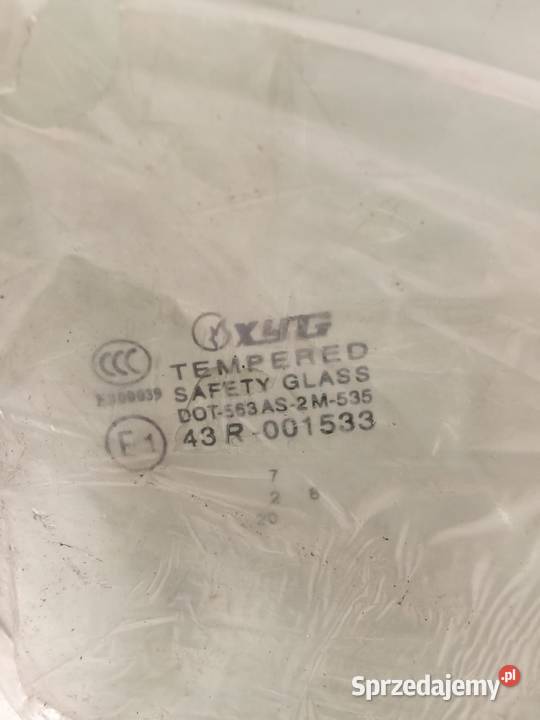 XYG
CCC
TEMPERED
SAFETY GLASS
E000039
DOT-563 AS-2 M-535
E1
43 R-001533
7
2 8
20
Sprzedajemy.pl